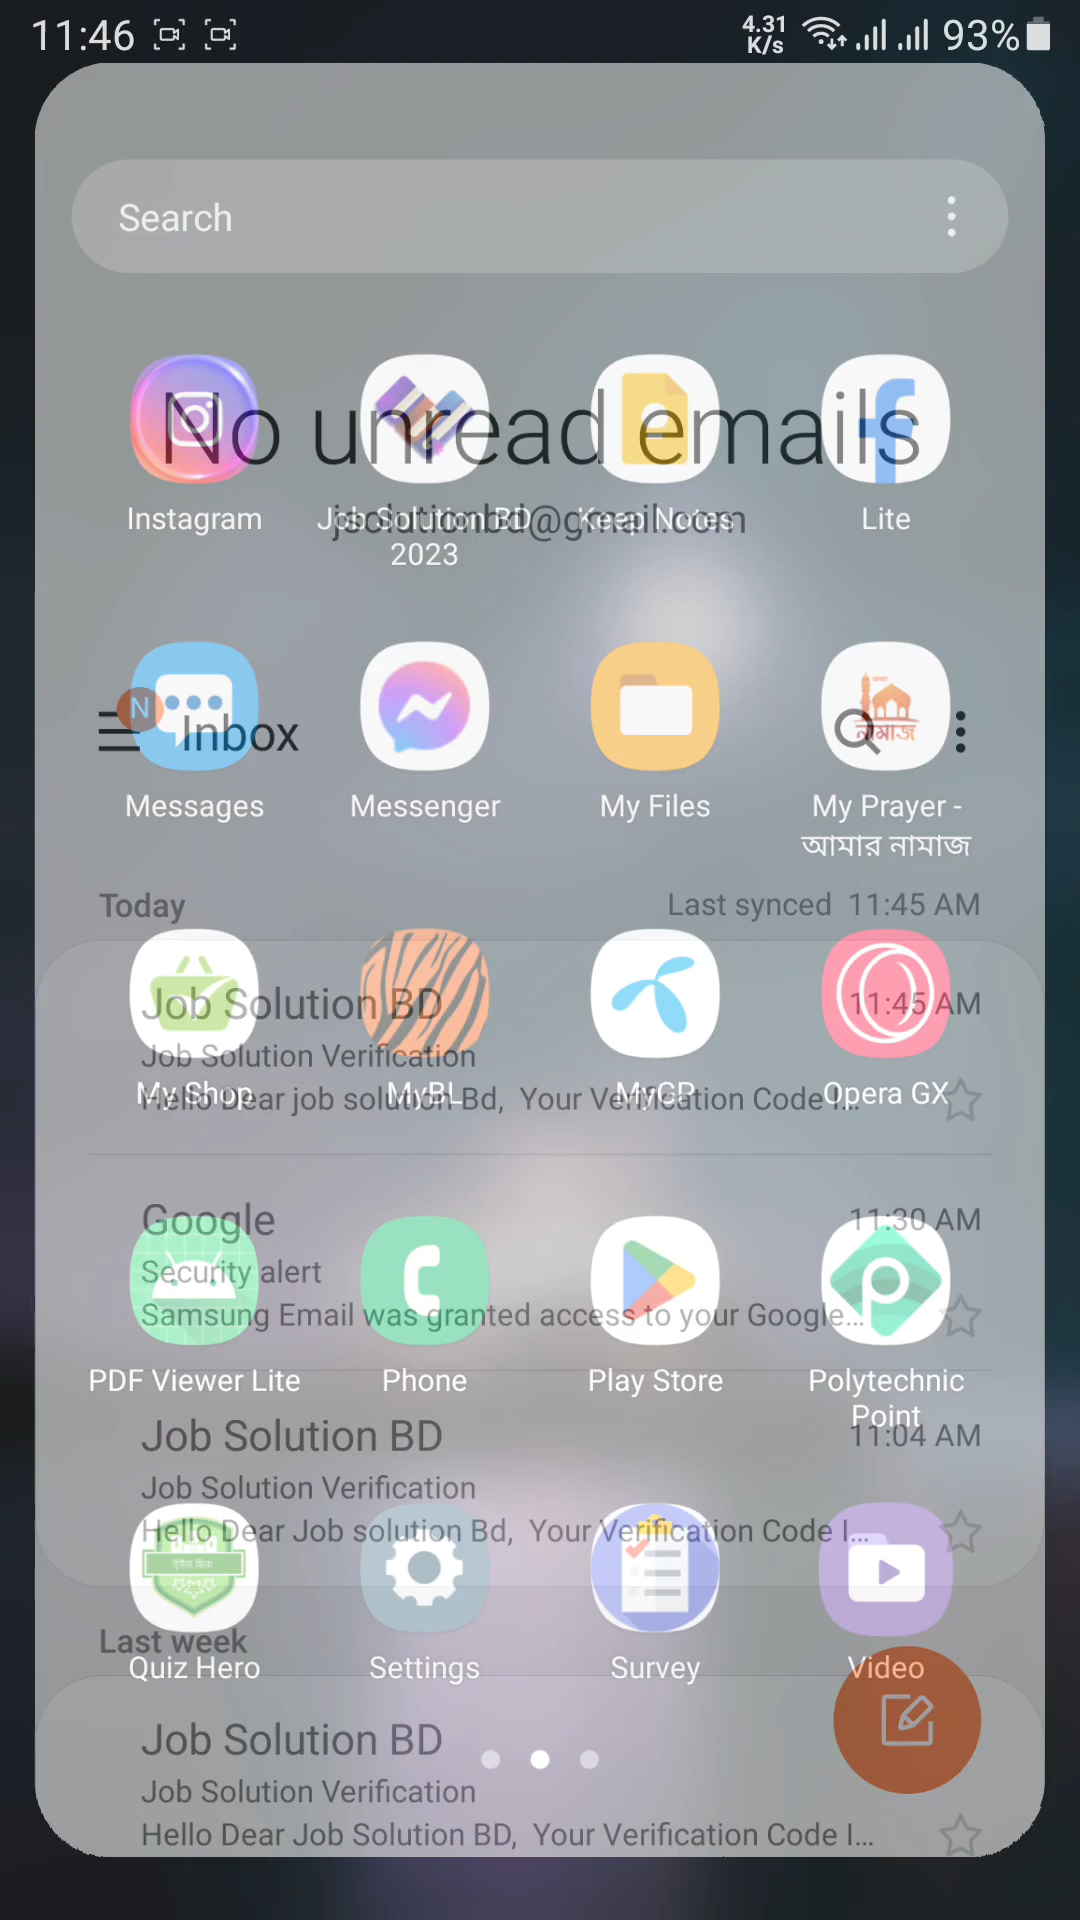 11:46
4.31
K/s
93%
Search
No unread emails
jsolutionbd@gmail.com
Instagram
Job Solution BD
2023
Keep Notes
Lite
N
Inbox
নামাজ
Messages
Messenger
My Files
My Prayer -
আমার নামাজ
Today
Last synced 11:45 AM
Job Solution BD
11:45 AM
Job Solution Verification
Hello Dear job solution Bd, Your Verification Code I...
My Shop
MyBL
MyGP
Opera GX
Google
11:30 AM
Security alert
Samsung Email was granted access to your Google...
PDF Viewer Lite
Phone
Play Store
Polytechnic
Point
Job Solution BD
11:04 AM
Job Solution Verification
Hello Dear Job solution Bd, Your Verification Code I...
Last week
Quiz Hero
Settings
Survey
Video
Job Solution BD
Job Solution Verification
Hello Dear Job Solution BD, Your Verification Code I...